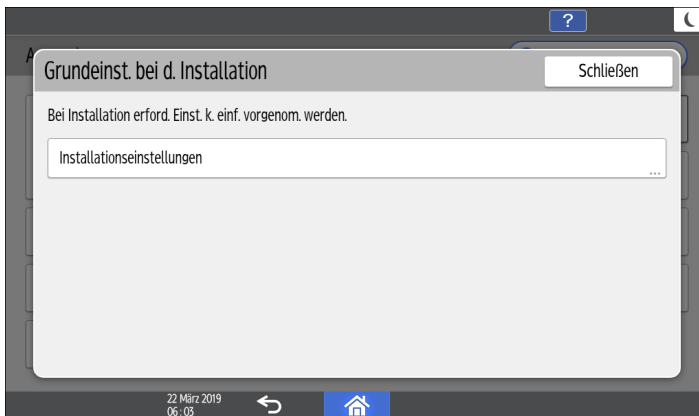 ?
A
Grundeinst. bei d. Installation
Schließen
Bei Installation erford. Einst. k. einf. vorgenom. werden.
Installationseinstellungen
...
22 März 2019
06 : 03